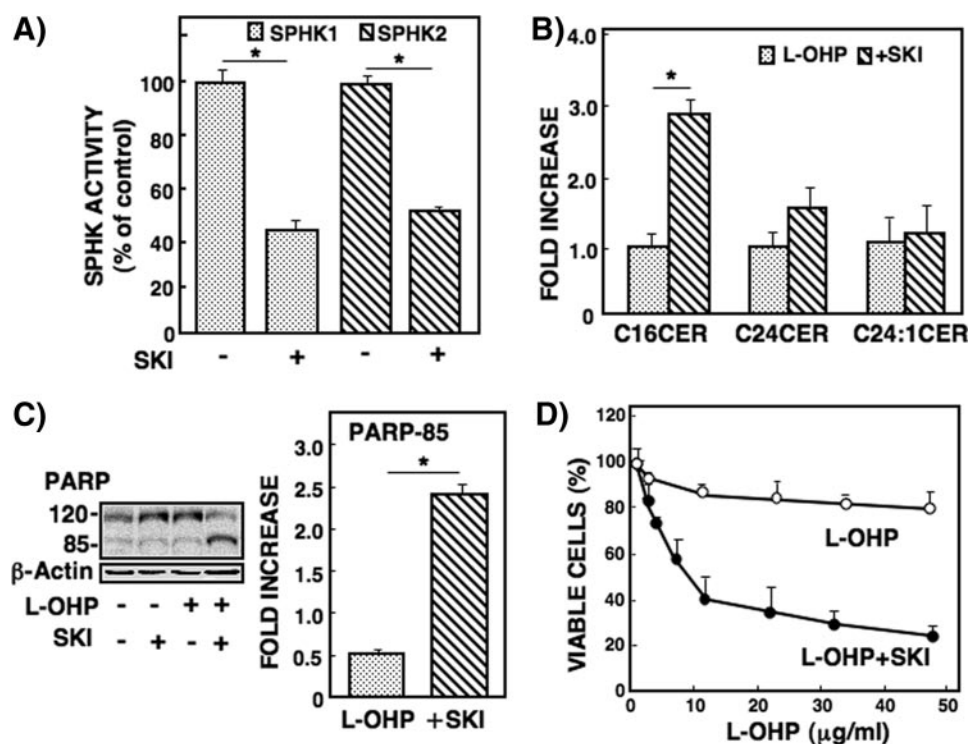 A)
SPHK1 SPHK2
* *
100
80
60
40
20
0
SPHK ACTIVITY
(% of control)
SKI - + - +
B)
L-OHP +SKI
*
4.0
3.0
2.0
1.0
0
FOLD INCREASE
C16CER C24CER C24:1CER
C)
PARP
120-
85-
β-Actin
L-OHP - - + +
SKI - + - +
PARP-85
*
3.0
2.5
2.0
1.5
1.0
0.5
0
FOLD INCREASE
L-OHP +SKI
D)
120
100
80
60
40
20
0
VIABLE CELLS (%)
L-OHP
L-OHP+SKI
0 10 20 30 40 50
L-OHP (μg/ml)